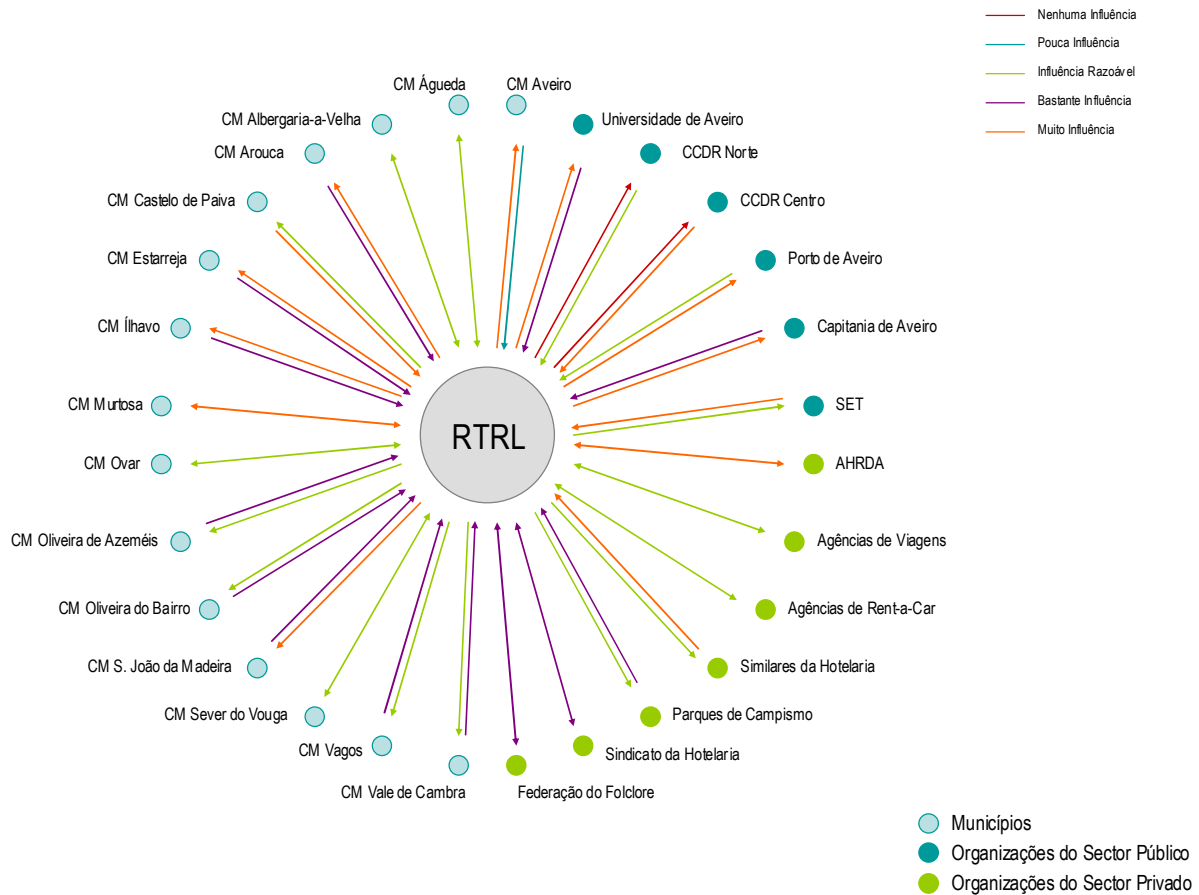 Nenhuma Influência
Pouca Influência
Influência Razoável
Bastante Influência
Muito Influência
CM Águeda
CM Aveiro
CM Albergaria-a-Velha
Universidade de Aveiro
CM Arouca
CCDR Norte
CM Castelo de Paiva
CCDR Centro
CM Estarreja
Porto de Aveiro
CM Ílhavo
Capitania de Aveiro
CM Murtosa
SET
RTRL
CM Ovar
AHRDA
CM Oliveira de Azeméis
Agências de Viagens
CM Oliveira do Bairro
Agências de Rent-a-Car
CM S. João da Madeira
Similares da Hotelaria
CM Sever do Vouga
Parques de Campismo
CM Vagos
Sindicato da Hotelaria
CM Vale de Cambra
Federação do Folclore
Municípios
Organizações do Sector Público
Organizações do Sector Privado